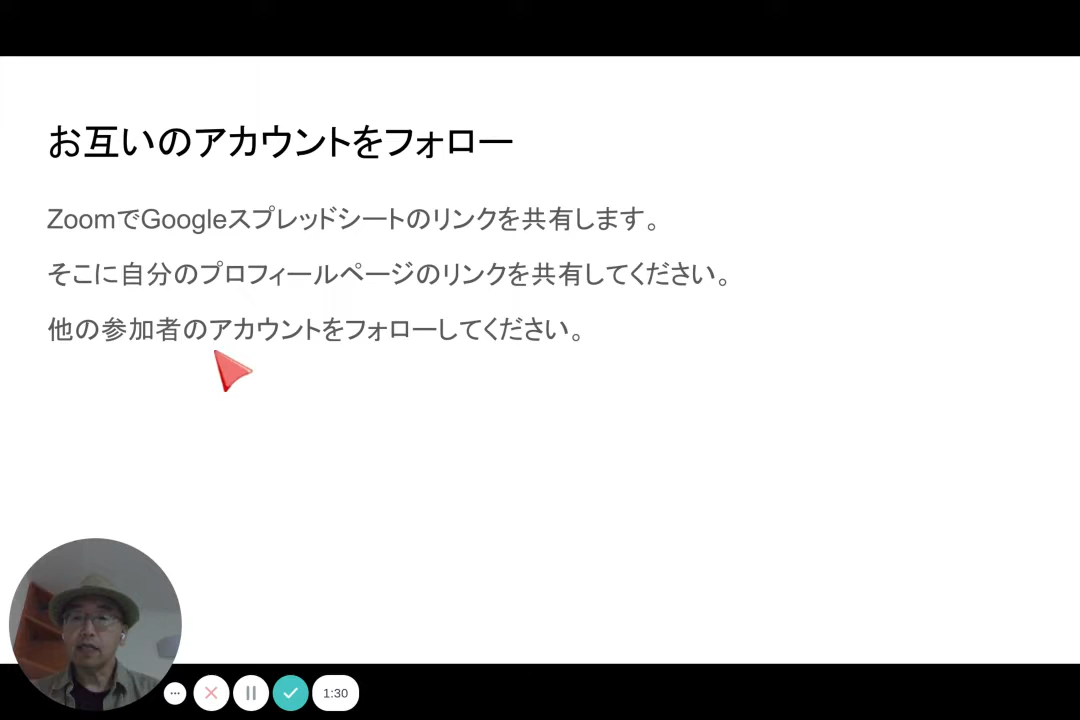 お互いのアカウントをフォロー
ZoomでGoogleスプレッドシートのリンクを共有します。
そこに自分のプロフィールページのリンクを共有してください。
他の参加者のアカウントをフォローしてください。
1:30